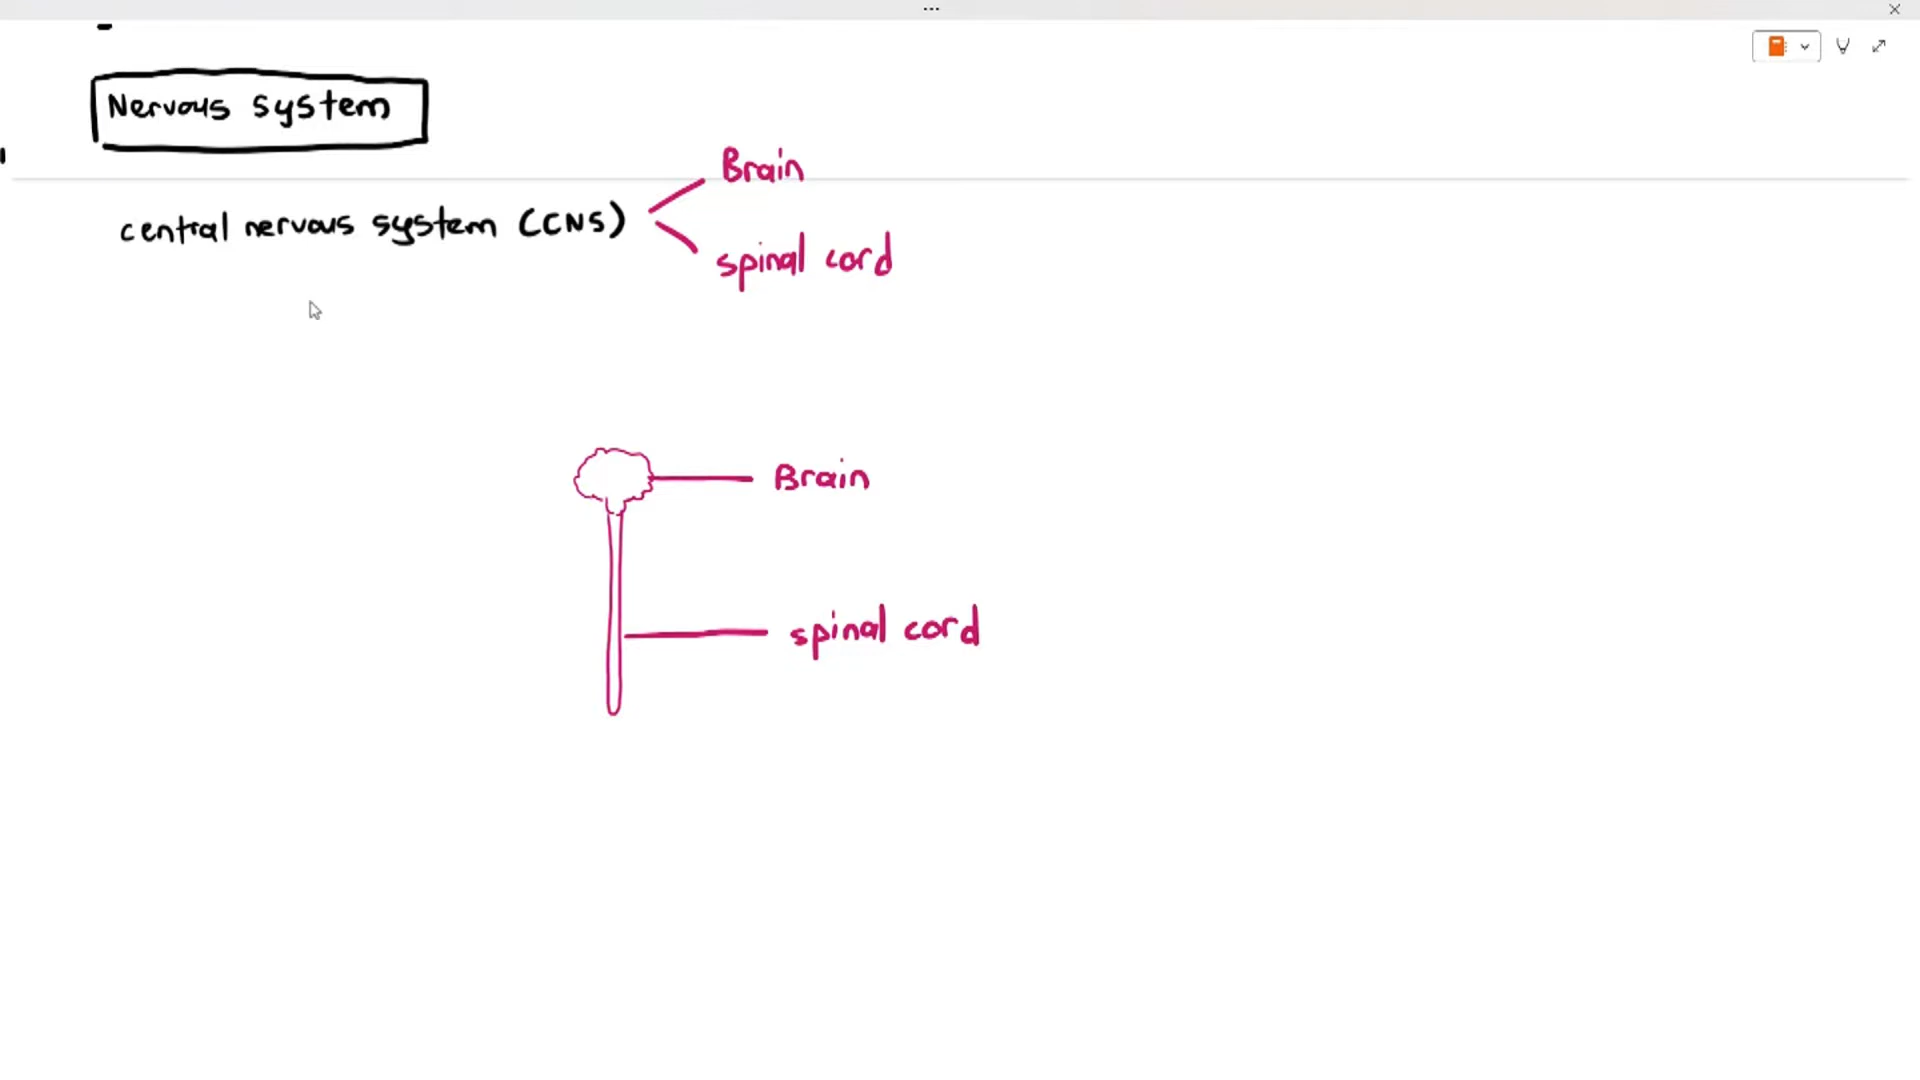 Nervous system
Brain
central nervous system (CNS)
spinal cord
Brain
spinal cord